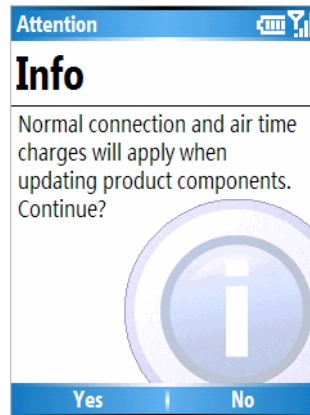 Attention
Info
Normal connection and air time
charges will apply when
updating product components.
Continue?
Yes No